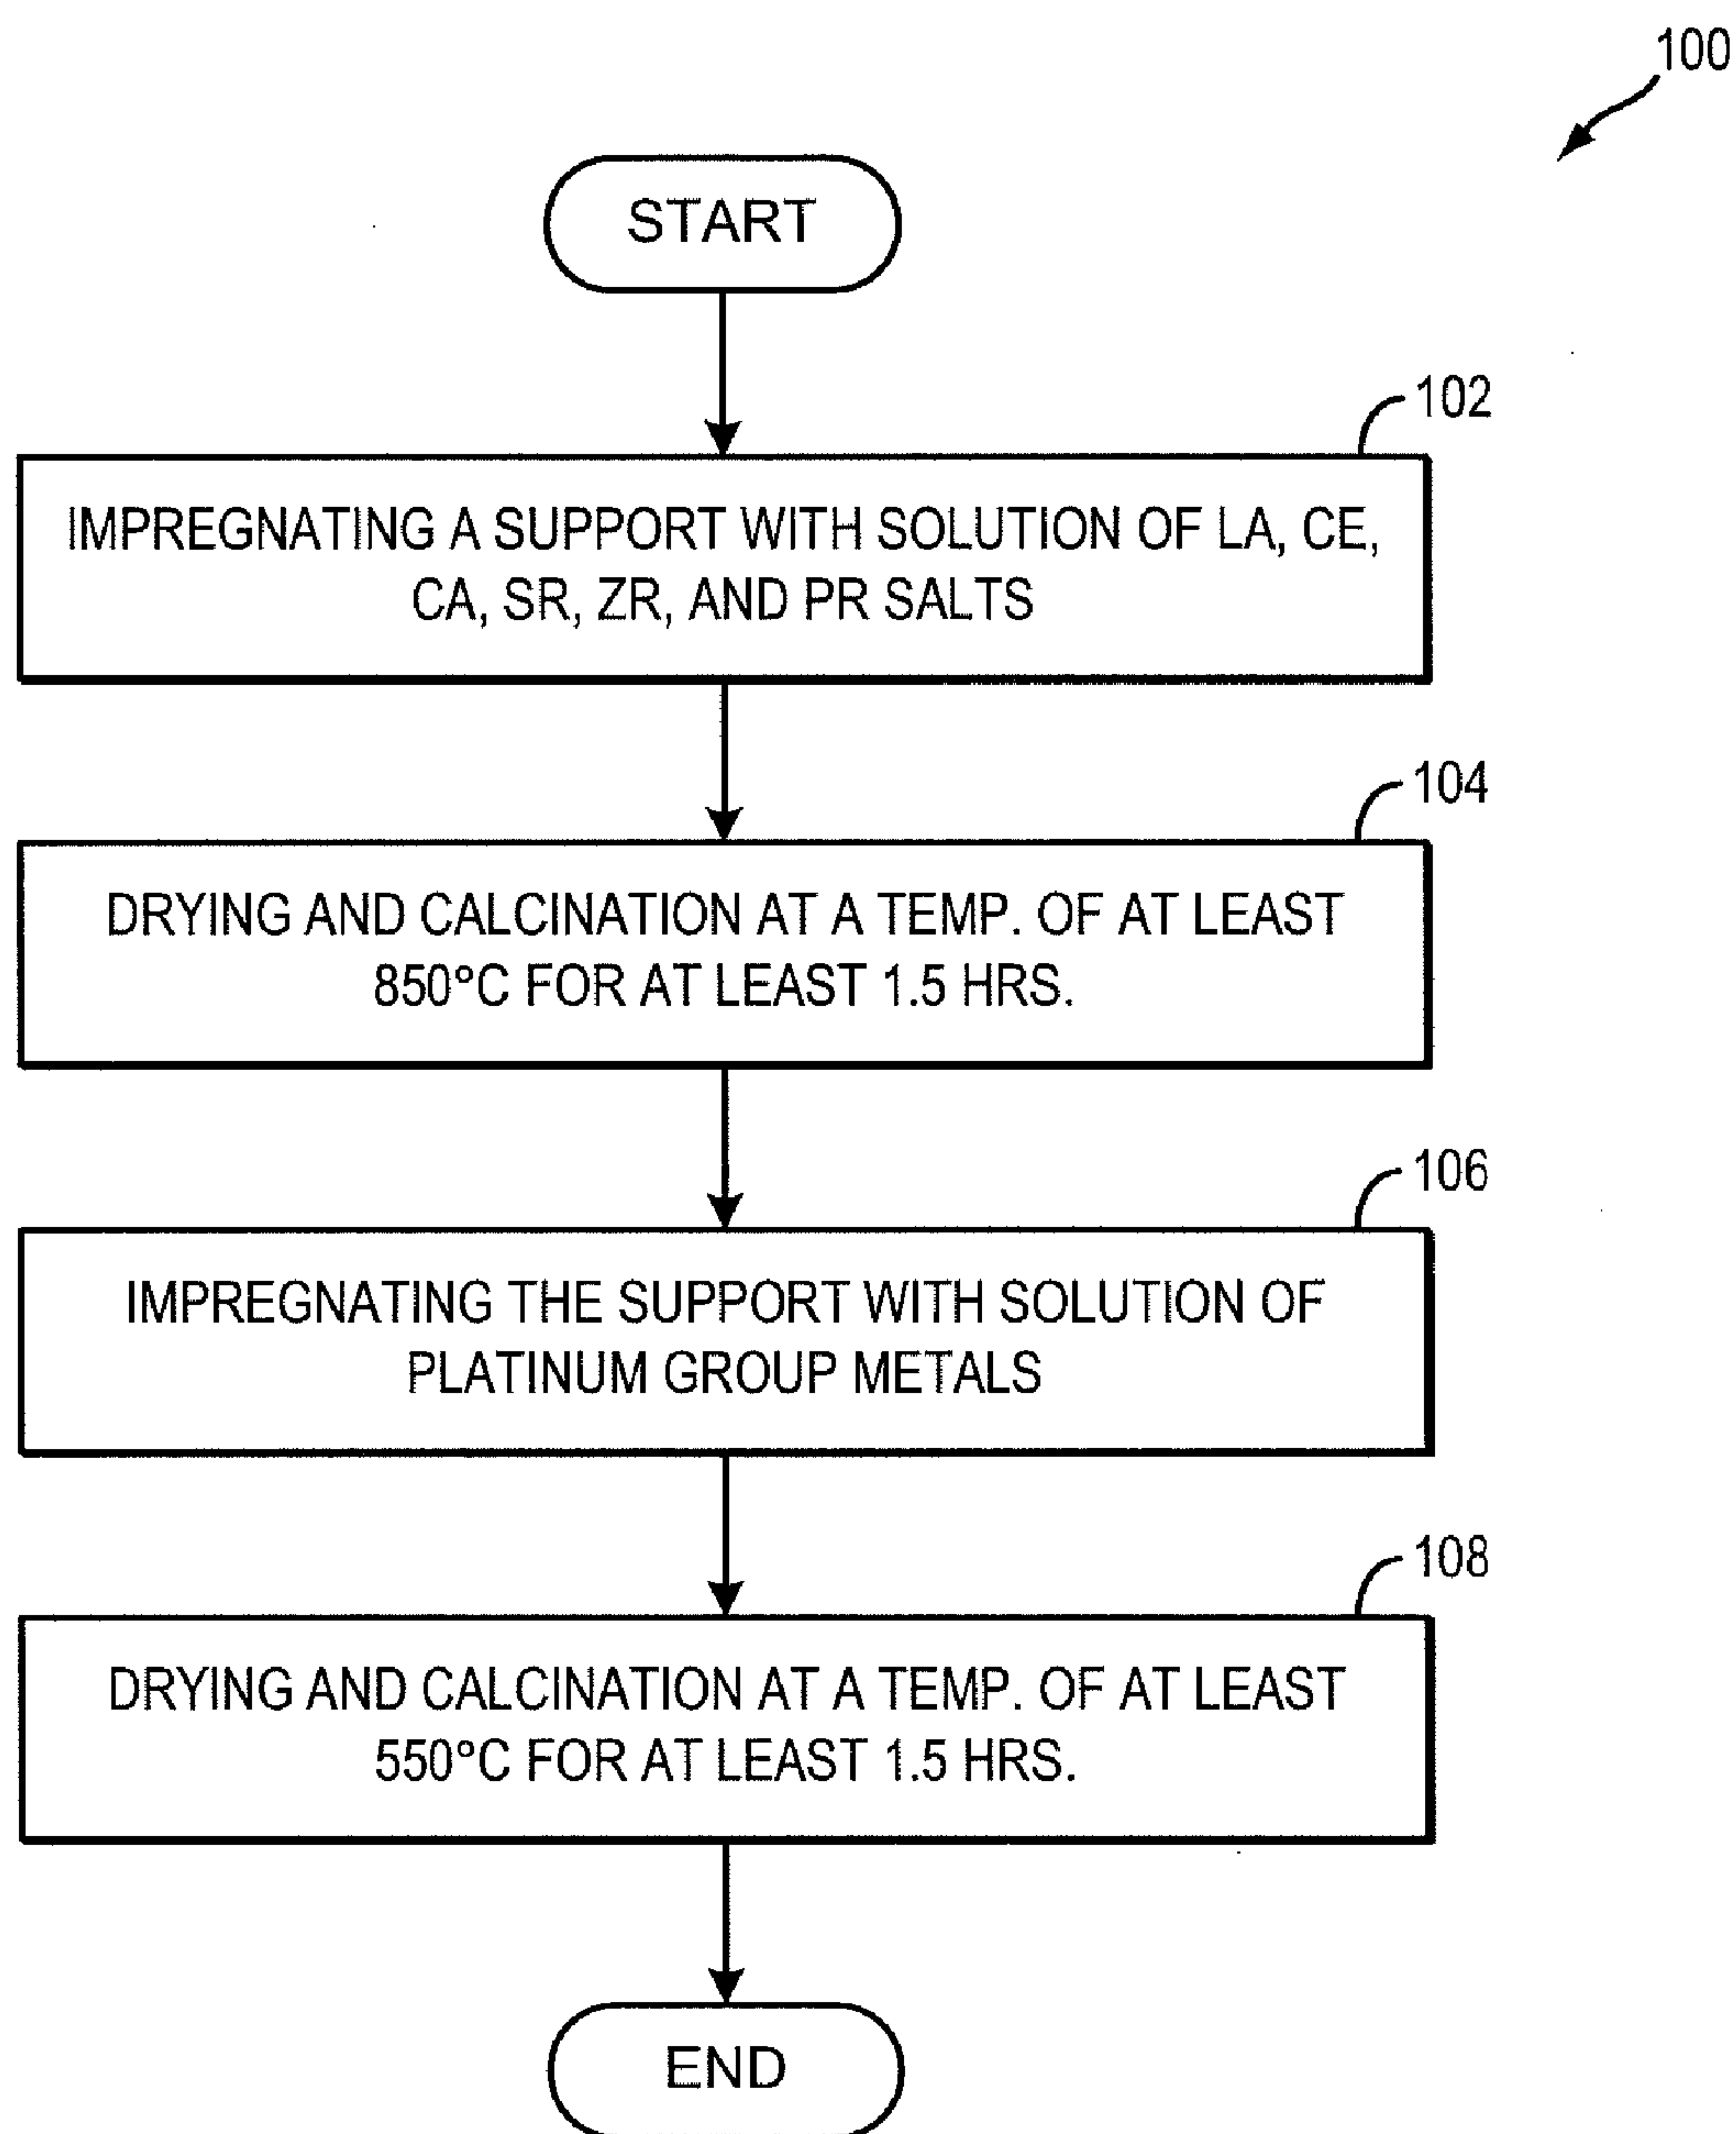 100
START
102
IMPREGNATING A SUPPORT WITH SOLUTION OF LA, CE,
CA, SR, ZR, AND PR SALTS
104
DRYING AND CALCINATION AT A TEMP. OF AT LEAST
850°C FOR AT LEAST 1.5 HRS.
106
IMPREGNATING THE SUPPORT WITH SOLUTION OF
PLATINUM GROUP METALS
108
DRYING AND CALCINATION AT A TEMP. OF AT LEAST
550°C FOR AT LEAST 1.5 HRS.
END